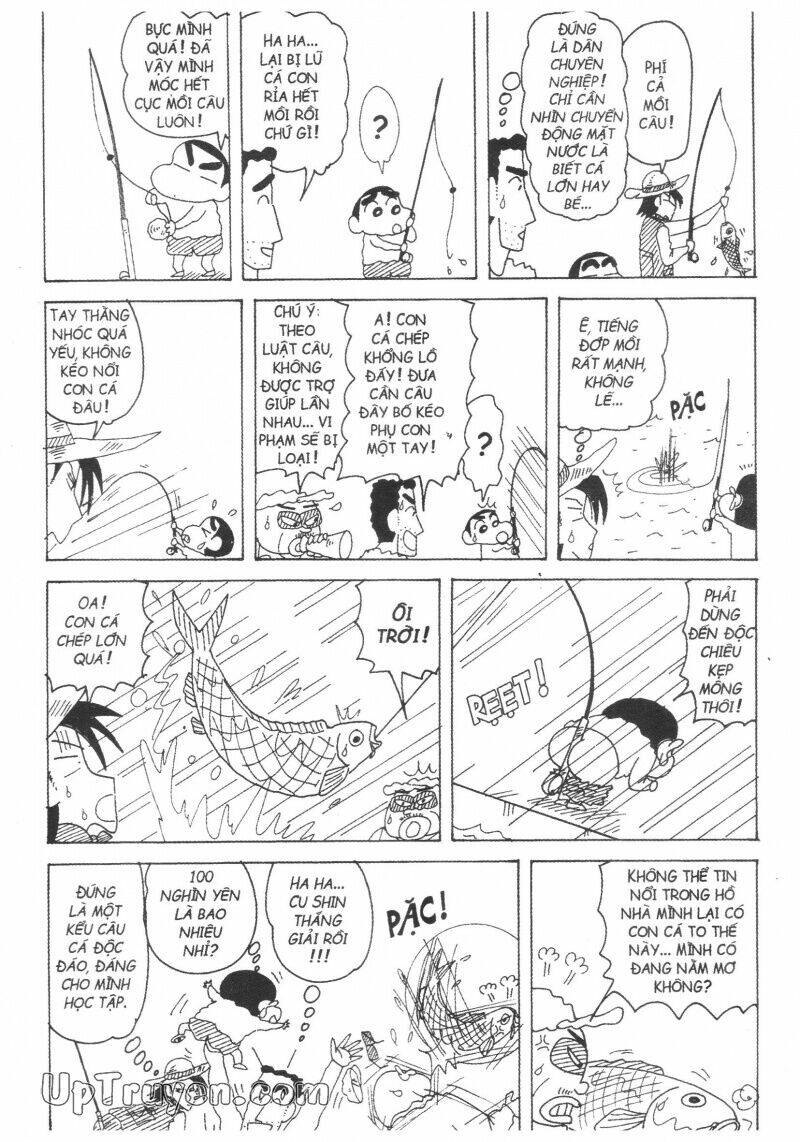 BỰC MÌNH
QUÁ! ĐÃ
VẬY MÌNH
MÓC HẾT
CỤC MỒI CÂU
LUÔN!
HA HA...
LẠI BỊ LŨ
CÁ CON
RỈA HẾT
MỒI RỒI
CHỨ GÌ!
?
ĐÚNG
LÀ DÂN
CHUYÊN
NGHIỆP!
CHỈ CẦN
NHÌN CHUYỂN
ĐỘNG MẶT
NƯỚC LÀ
BIẾT CÁ
LỚN HAY
BÉ...
PHÍ
CẢ
MỒI
CÂU!
TAY THẰNG
NHÓC QUÁ
YẾU, KHÔNG
KÉO NỔI
CON CÁ
ĐÂU!
CHÚ Ý:
THEO
LUẬT CÂU,
KHÔNG
ĐƯỢC TRỢ
GIÚP LẪN
NHAU... VI
PHẠM SẼ BỊ
LOẠI!
A! CON
CÁ CHÉP
KHỔNG LỒ
ĐẤY! ĐƯA
CẦN CÂU
ĐÂY BỐ KÉO
PHỤ CON
MỘT TAY!
?
Ê, TIẾNG
ĐỚP MỒI
RẤT MẠNH,
KHÔNG
LẼ...
PẶC
OA!
CON CÁ
CHÉP LỚN
QUÁ!
ÔI
TRỜI!
RẸẸT!
PHẢI
DÙNG
ĐẾN ĐỘC
CHIÊU
KẸP
MÔNG
THÔI!
ĐÚNG
LÀ MỘT
KIỂU CÂU
CÁ ĐỘC
ĐÁO, ĐÁNG
CHO MÌNH
HỌC TẬP.
100
NGHÌN YÊN
LÀ BAO
NHIÊU
NHỈ?
HA HA...
CU SHIN
THẮNG
GIẢI RỒI
!!!
PẶC!
KHÔNG THỂ TIN
NỔI TRONG HỒ
NHÀ MÌNH LẠI CÓ
CON CÁ TO THẾ
NÀY... MÌNH CÓ
ĐANG NẰM MƠ
KHÔNG?
UpTruyen.com